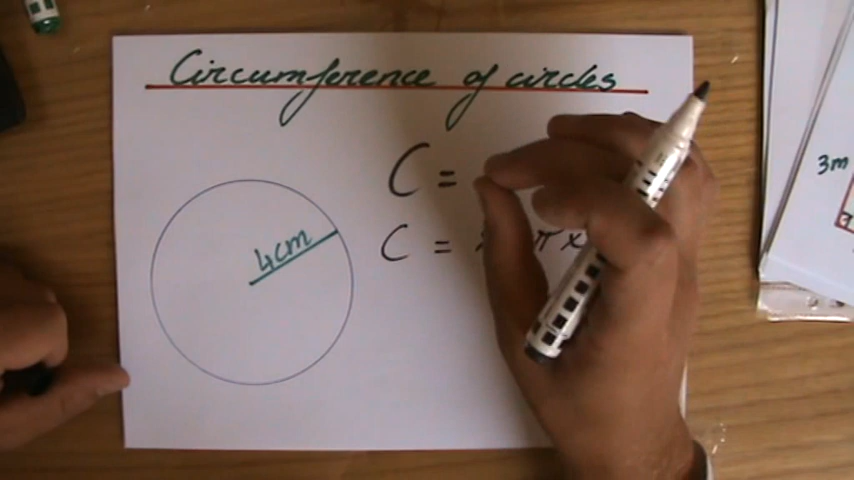 Circumference of circles
C =
C = π x
4cm
3m